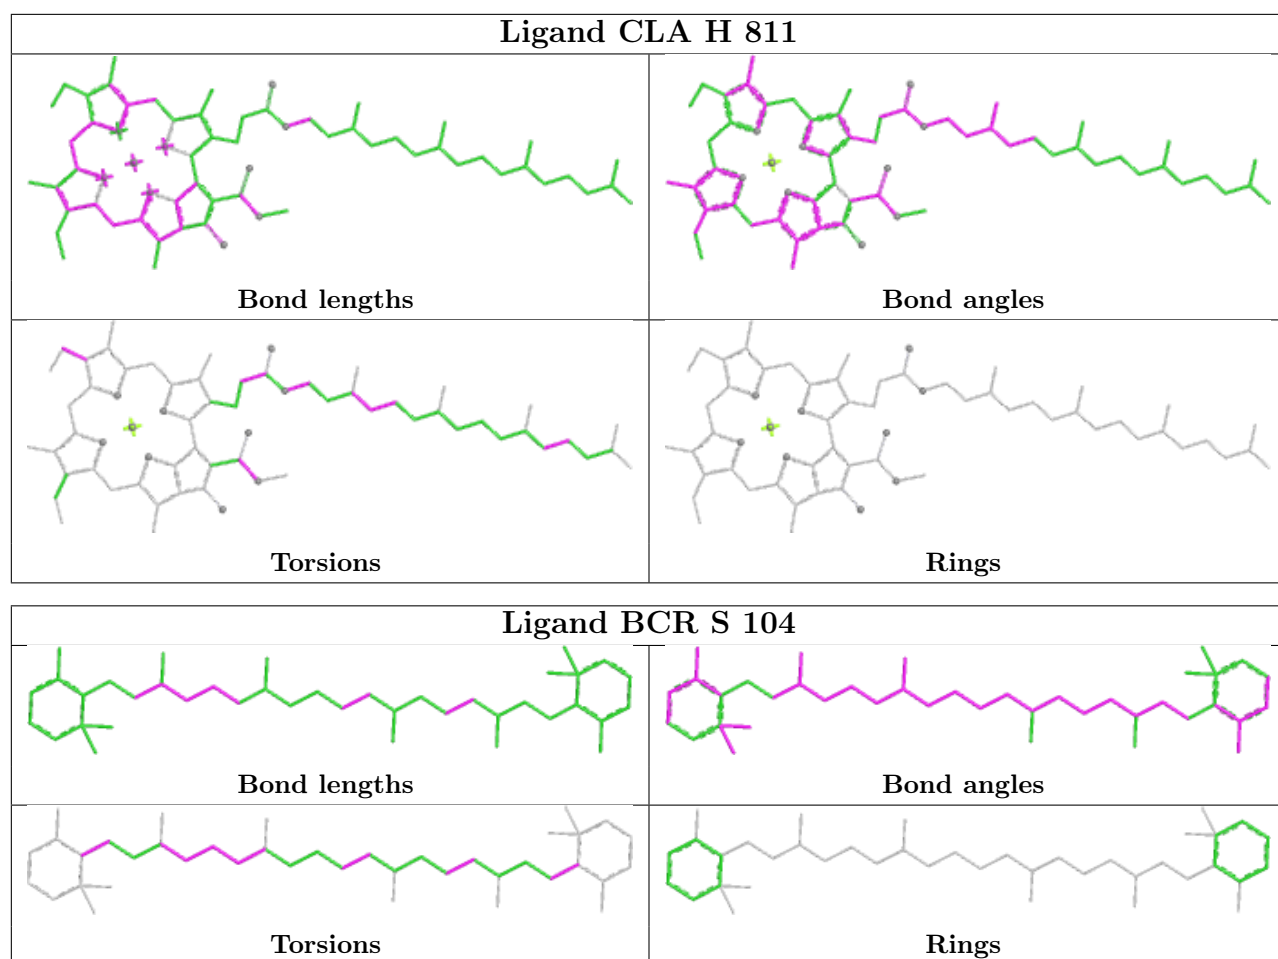 Ligand CLA H 811
Bond lengths
Bond angles
Torsions
Rings
Ligand BCR S 104
Bond lengths
Bond angles
Torsions
Rings